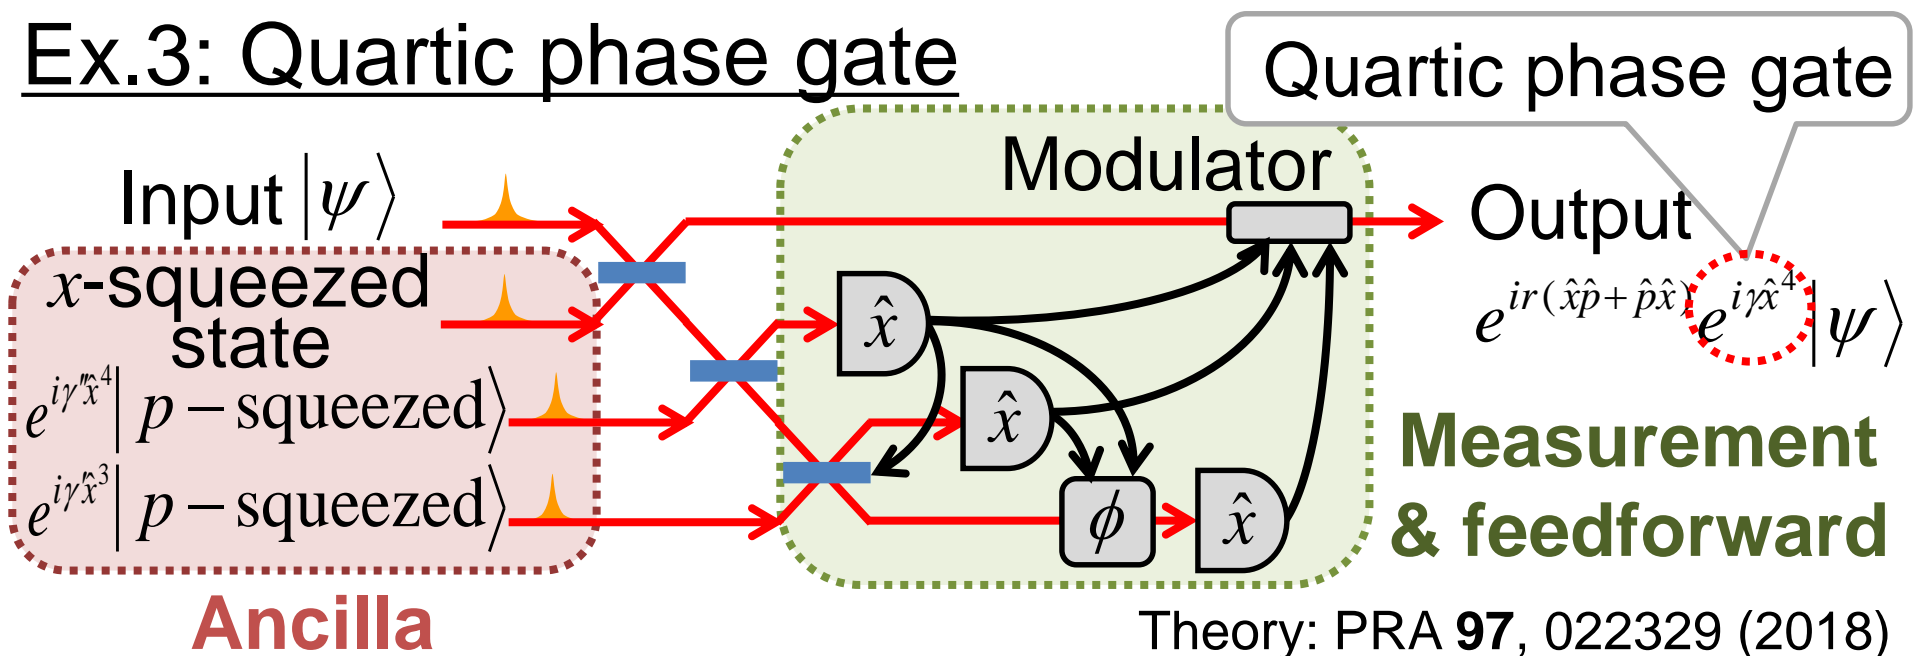 Ex.3: Quartic phase gate
Quartic phase gate
Modulator
Input |ψ⟩
Output
x-squeezed
state
e^{ir(x̂p̂+p̂x̂)} e^{iγx̂^4} |ψ⟩
x̂
e^{iγ''x̂^4} | p – squeezed⟩
x̂
e^{iγ'x̂^3} | p – squeezed⟩
ϕ
x̂
Measurement
& feedforward
Ancilla
Theory: PRA 97, 022329 (2018)